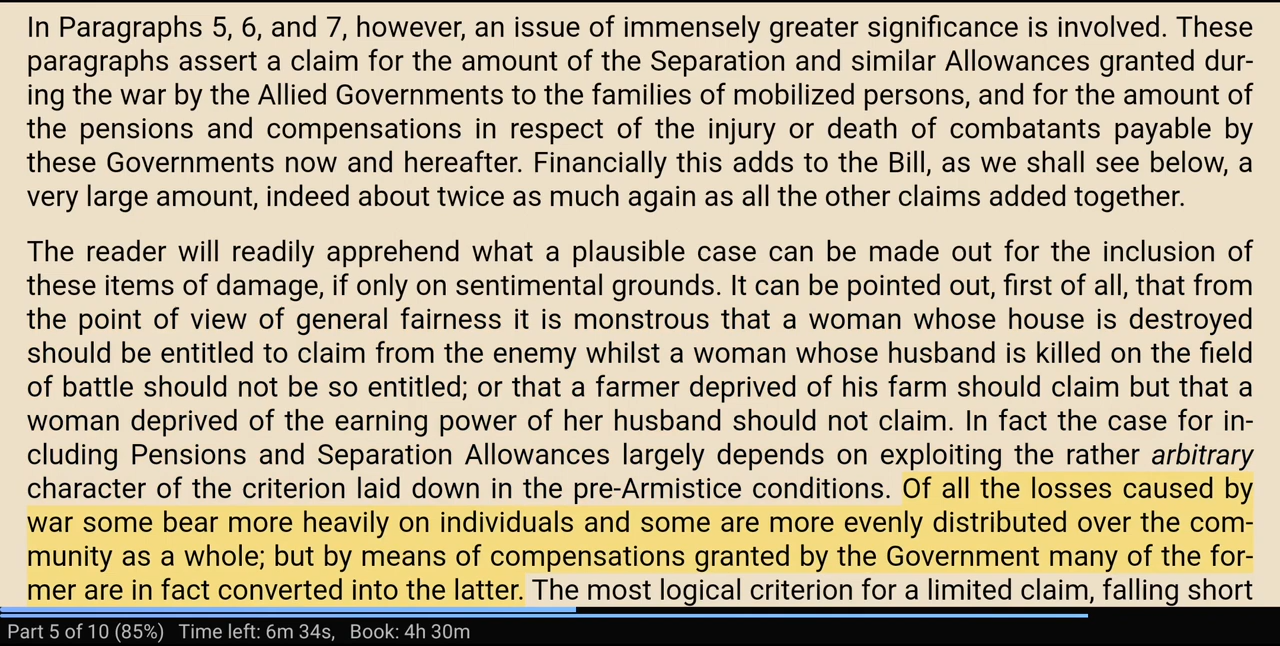 In Paragraphs 5, 6, and 7, however, an issue of immensely greater significance is involved. These
paragraphs assert a claim for the amount of the Separation and similar Allowances granted dur-
ing the war by the Allied Governments to the families of mobilized persons, and for the amount of
the pensions and compensations in respect of the injury or death of combatants payable by
these Governments now and hereafter. Financially this adds to the Bill, as we shall see below, a
very large amount, indeed about twice as much again as all the other claims added together.
The reader will readily apprehend what a plausible case can be made out for the inclusion of
these items of damage, if only on sentimental grounds. It can be pointed out, first of all, that from
the point of view of general fairness it is monstrous that a woman whose house is destroyed
should be entitled to claim from the enemy whilst a woman whose husband is killed on the field
of battle should not be so entitled; or that a farmer deprived of his farm should claim but that a
woman deprived of the earning power of her husband should not claim. In fact the case for in-
cluding Pensions and Separation Allowances largely depends on exploiting the rather arbitrary
character of the criterion laid down in the pre-Armistice conditions. Of all the losses caused by
war some bear more heavily on individuals and some are more evenly distributed over the com-
munity as a whole; but by means of compensations granted by the Government many of the for-
mer are in fact converted into the latter. The most logical criterion for a limited claim, falling short
Part 5 of 10 (85%) Time left: 6m 34s, Book: 4h 30m